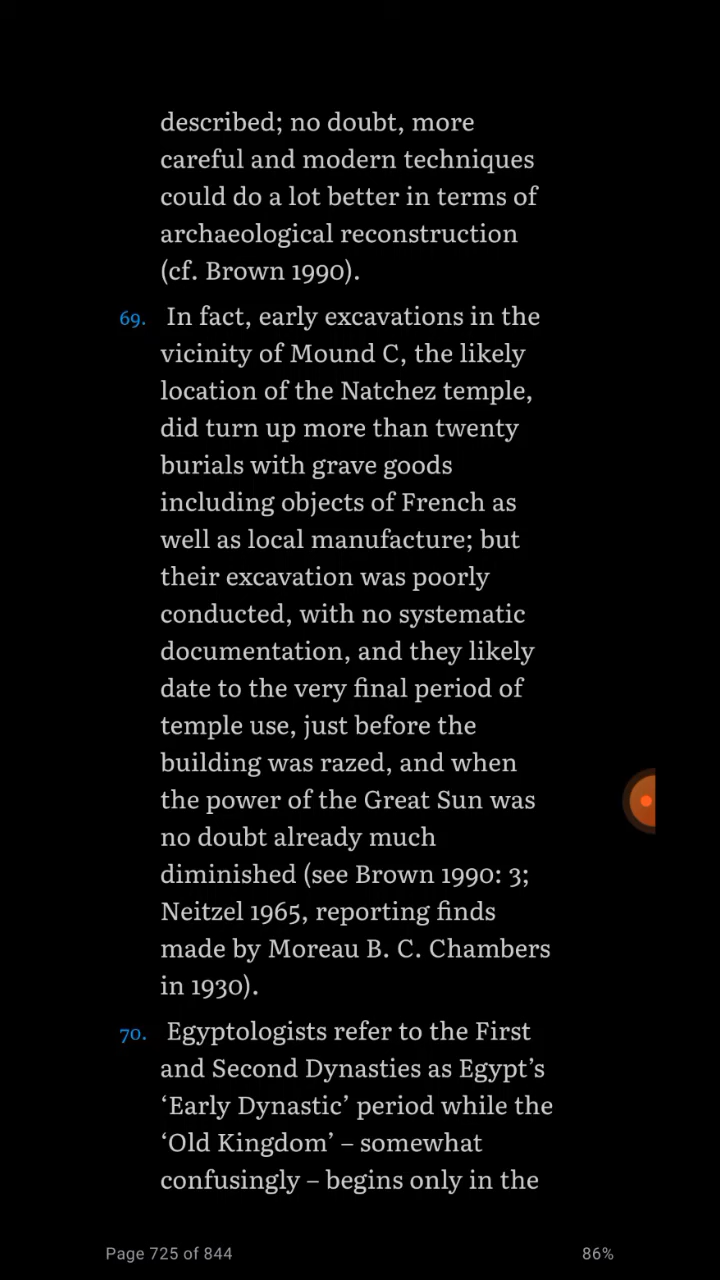 described; no doubt, more
careful and modern techniques
could do a lot better in terms of
archaeological reconstruction
(cf. Brown 1990).
69. In fact, early excavations in the
vicinity of Mound C, the likely
location of the Natchez temple,
did turn up more than twenty
burials with grave goods
including objects of French as
well as local manufacture; but
their excavation was poorly
conducted, with no systematic
documentation, and they likely
date to the very final period of
temple use, just before the
building was razed, and when
the power of the Great Sun was
no doubt already much
diminished (see Brown 1990: 3;
Neitzel 1965, reporting finds
made by Moreau B. C. Chambers
in 1930).
70. Egyptologists refer to the First
and Second Dynasties as Egypt’s
‘Early Dynastic’ period while the
‘Old Kingdom’ – somewhat
confusingly – begins only in the
Page 725 of 844 86%